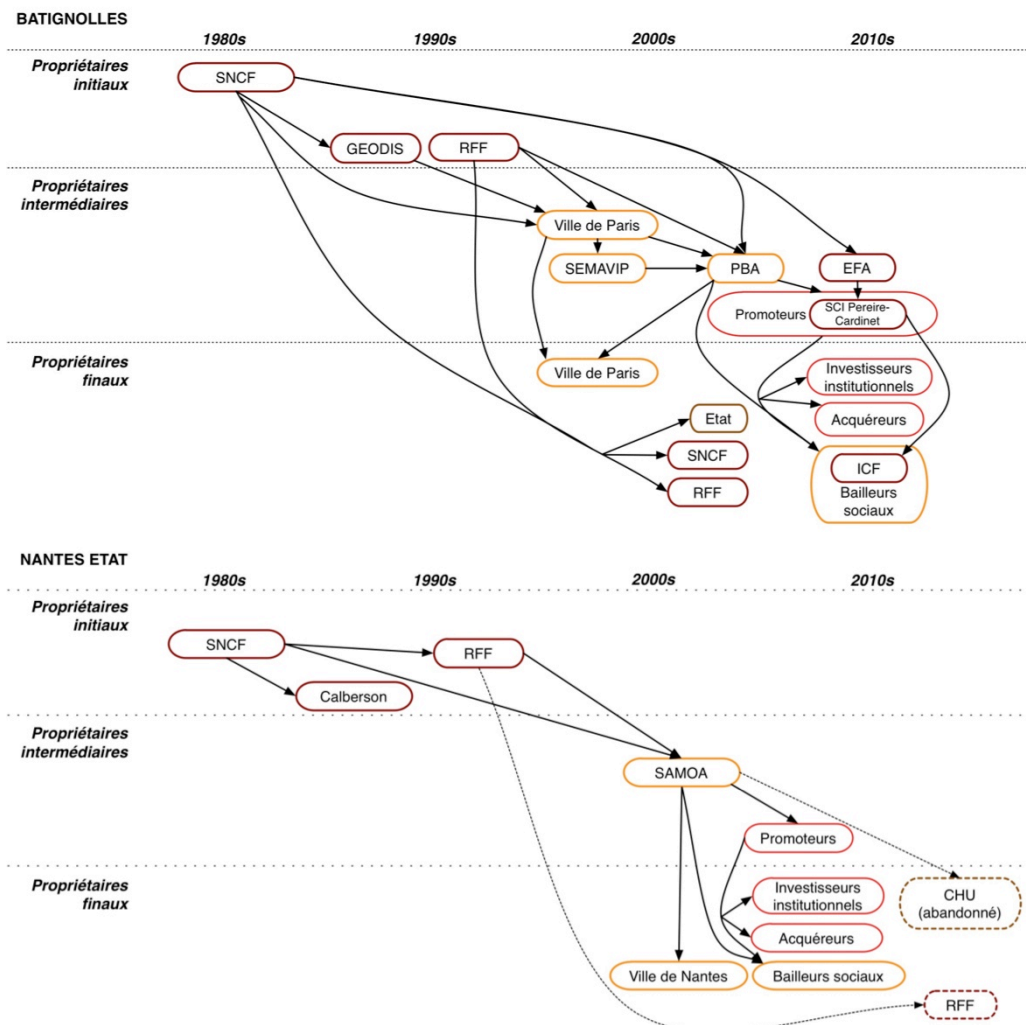 BATIGNOLLES
1980s 1990s 2000s 2010s
Propriétaires
initiaux
SNCF
GEODIS RFF
Propriétaires
intermédiaires
Ville de Paris
SEMAVIP PBA EFA
Promoteurs SCI Pereire-
Cardinet
Propriétaires
finaux
Ville de Paris
Investisseurs
institutionnels
Etat Acquéreurs
SNCF
ICF
RFF
Bailleurs
sociaux
NANTES ETAT
1980s 1990s 2000s 2010s
Propriétaires
initiaux
SNCF RFF
Calberson
Propriétaires
intermédiaires
SAMOA
Promoteurs
Propriétaires
finaux
Investisseurs
institutionnels
CHU
(abandonné)
Acquéreurs
Ville de Nantes Bailleurs sociaux
RFF